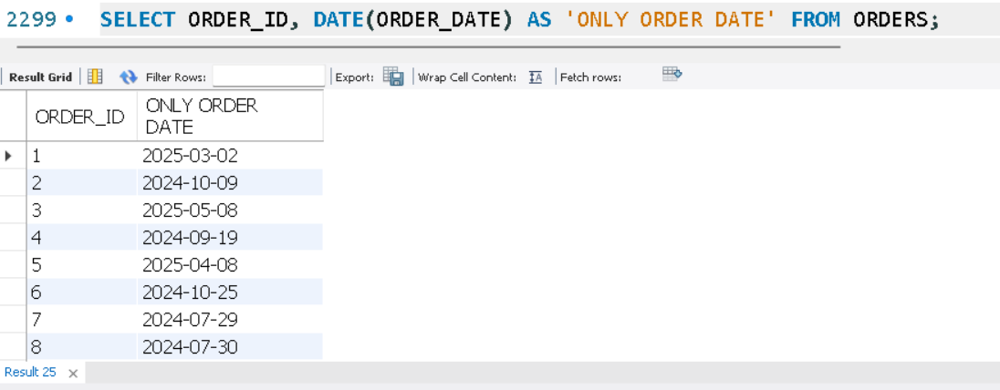 2299 • SELECT ORDER_ID, DATE(ORDER_DATE) AS 'ONLY ORDER DATE' FROM ORDERS;
Result Grid Filter Rows: Export: Wrap Cell Content: IA Fetch rows:
ORDER_ID ONLY ORDER
DATE
1 2025-03-02
2 2024-10-09
3 2025-05-08
4 2024-09-19
5 2025-04-08
6 2024-10-25
7 2024-07-29
8 2024-07-30
Result 25 ×